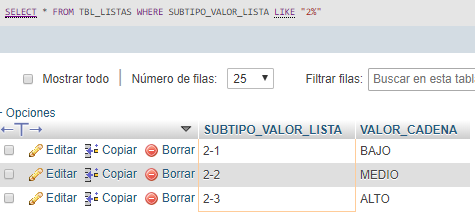 SELECT * FROM TBL_LISTAS WHERE SUBTIPO_VALOR_LISTA LIKE "2%"
Mostrar todo Número de filas: 25 Filtrar filas: Buscar en esta tabla
- Opciones
←T→ SUBTIPO_VALOR_LISTA VALOR_CADENA
Editar Copiar Borrar 2-1 BAJO
Editar Copiar Borrar 2-2 MEDIO
Editar Copiar Borrar 2-3 ALTO